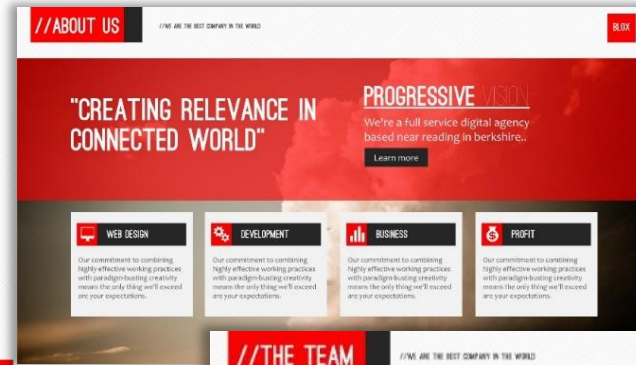 //ABOUT US
//WE ARE THE BEST COMPANY IN THE WORLD
BLOX
"CREATING RELEVANCE IN
CONNECTED WORLD"
PROGRESSIVE VISION
We're a full service digital agency
based near reading in berkshire..
Learn more
WEB DESIGN
Our commitment to combining
highly effective working practices
with paradigm-busting creativity
means the only thing we'll exceed
are your expectations.
DEVELOPMENT
Our commitment to combining
highly effective working practices
with paradigm-busting creativity
means the only thing we'll exceed
are your expectations.
BUSINESS
Our commitment to combining
highly effective working practices
with paradigm-busting creativity
means the only thing we'll exceed
are your expectations.
PROFIT
Our commitment to combining
highly effective working practices
with paradigm-busting creativity
means the only thing we'll exceed
are your expectations.
//THE TEAM
//WE ARE THE BEST COMPANY IN THE WORLD